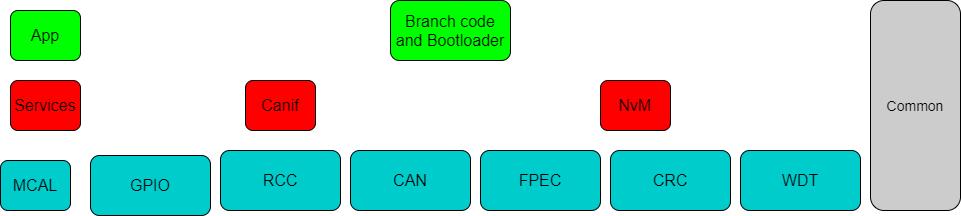 App
Branch code
and Bootloader
Services
Canif
NvM
Common
MCAL
GPIO
RCC
CAN
FPEC
CRC
WDT